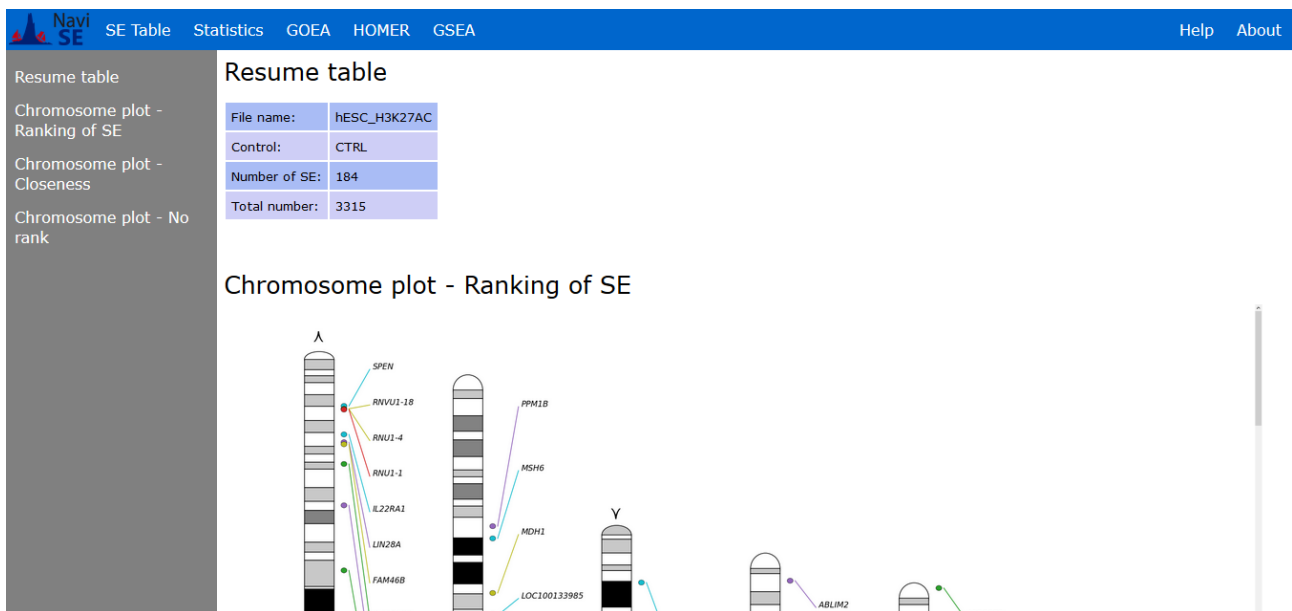 Navi
SE
SE Table Statistics GOEA HOMER GSEA Help About
Resume table
Chromosome plot -
Ranking of SE
Chromosome plot -
Closeness
Chromosome plot - No
rank
Resume table
File name: hESC_H3K27AC
Control: CTRL
Number of SE: 184
Total number: 3315
Chromosome plot - Ranking of SE
SPEN
RNVU1-18
RNU1-4
RNU1-1
IL22RA1
LIN28A
FAM46B
PPM1B
MSH6
MDH1
LOC100133985
ABLIM2